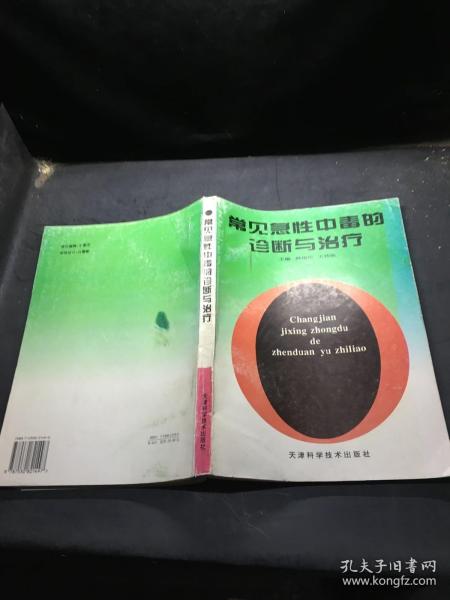 常见急性中毒的
诊断与治疗
主编
Changjian
jixing zhongdu
de
zhenduan yu zhiliao
天津科学技术出版社
常见急性中毒的诊断与治疗
天津科学技术出版社
孔夫子旧书网
www.kongfz.com